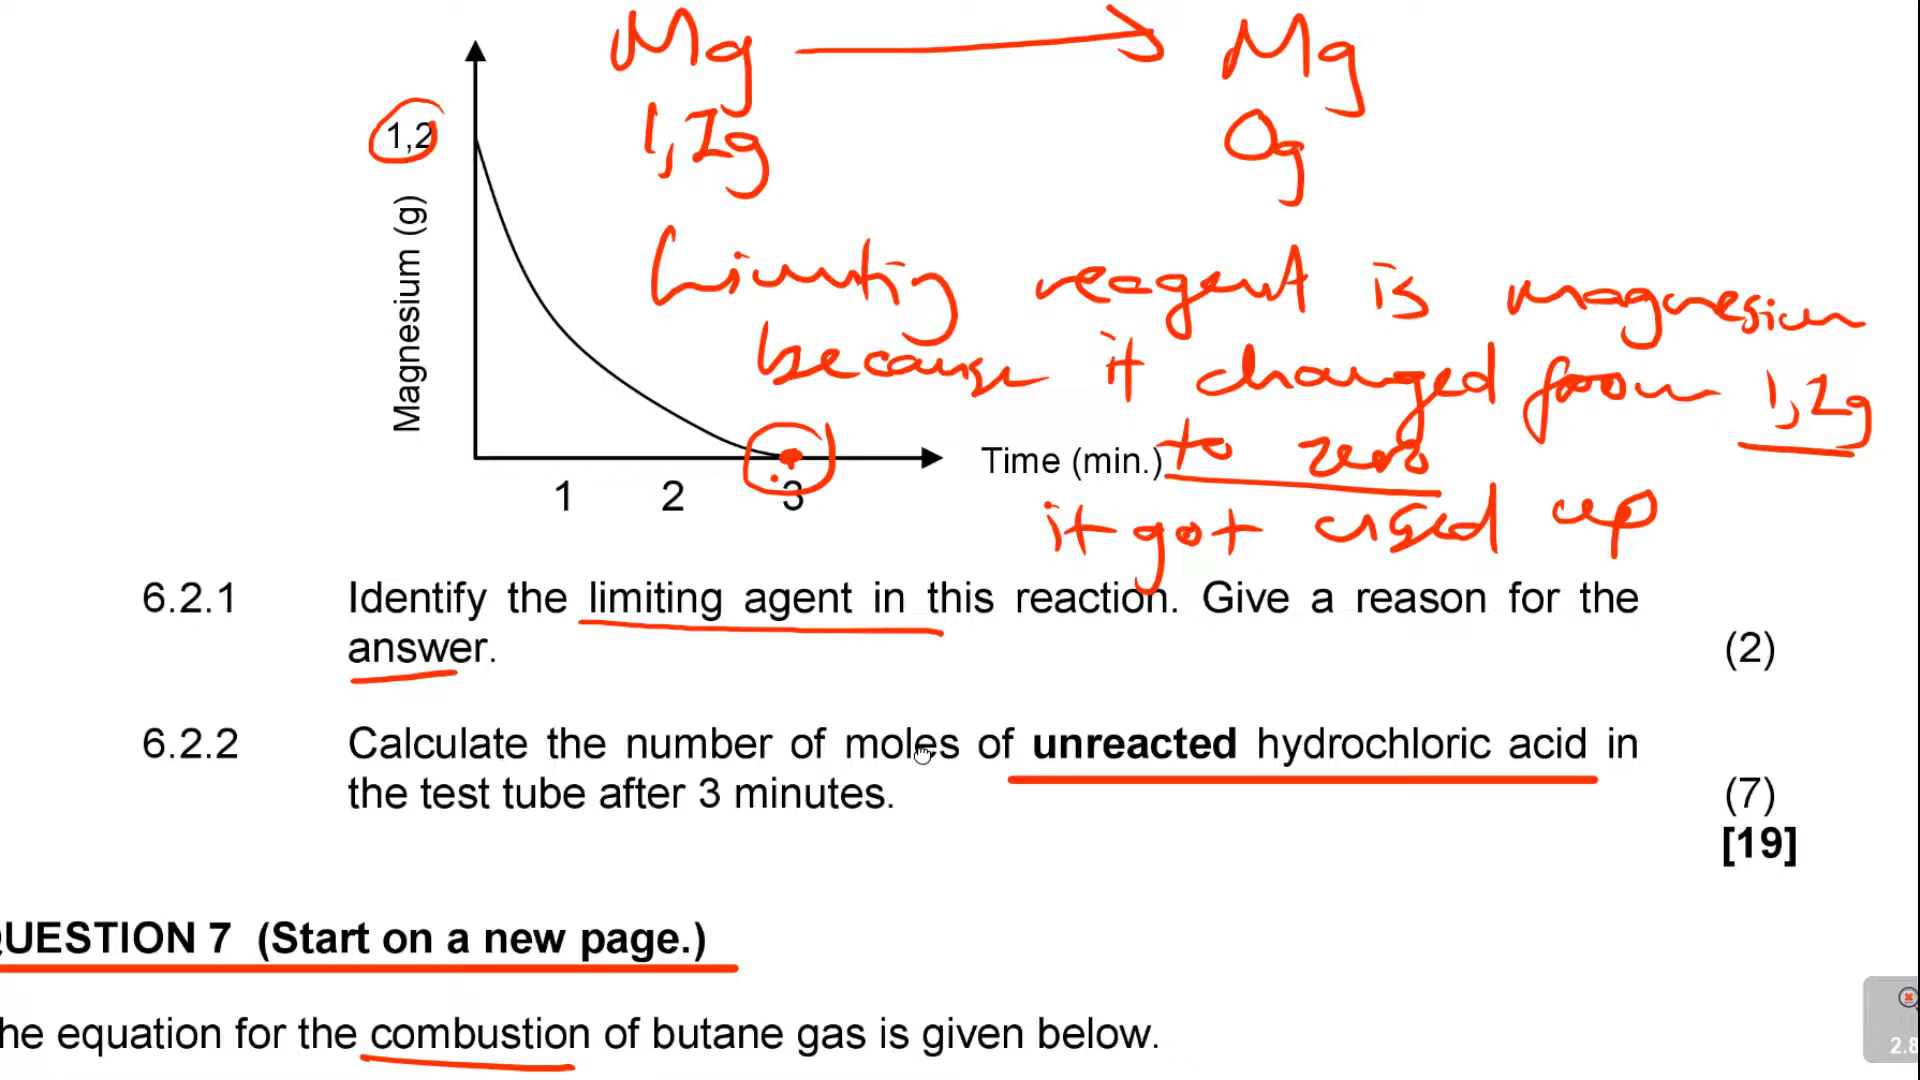 Mg → Mg
1,2
1,2g 0g
Magnesium (g)
Limiting reagent is magnesium
because it changed from 1,2g
Time (min.) to zero
1 2 3
it got used up
6.2.1 Identify the limiting agent in this reaction. Give a reason for the
answer. (2)
6.2.2 Calculate the number of moles of unreacted hydrochloric acid in
the test tube after 3 minutes. (7)
[19]
QUESTION 7 (Start on a new page.)
he equation for the combustion of butane gas is given below.
2.8